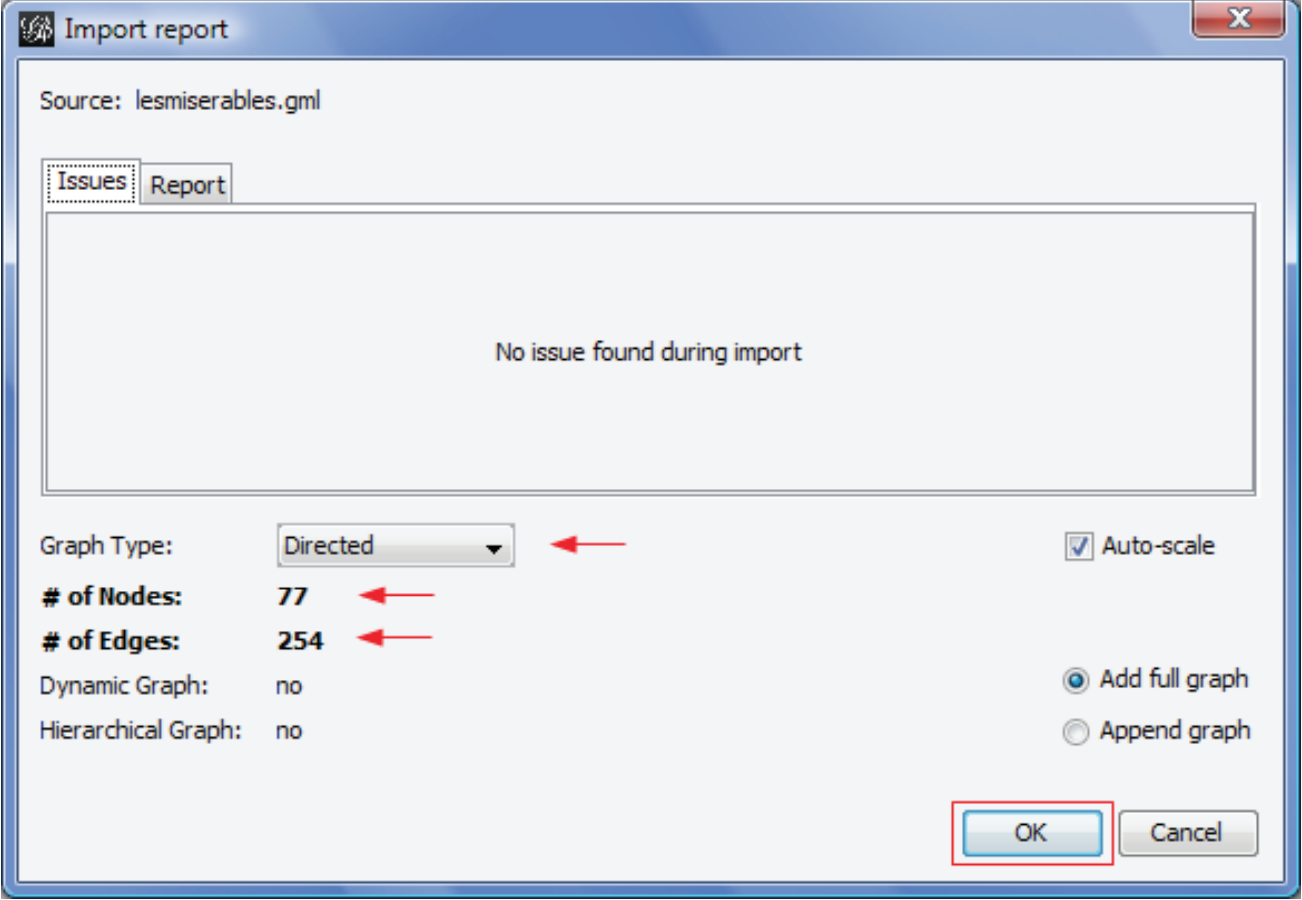 Import report
Source: lesmiserables.gml
Issues Report
No issue found during import
Graph Type: Directed Auto-scale
# of Nodes: 77
# of Edges: 254
Dynamic Graph: no Add full graph
Hierarchical Graph: no Append graph
OK Cancel